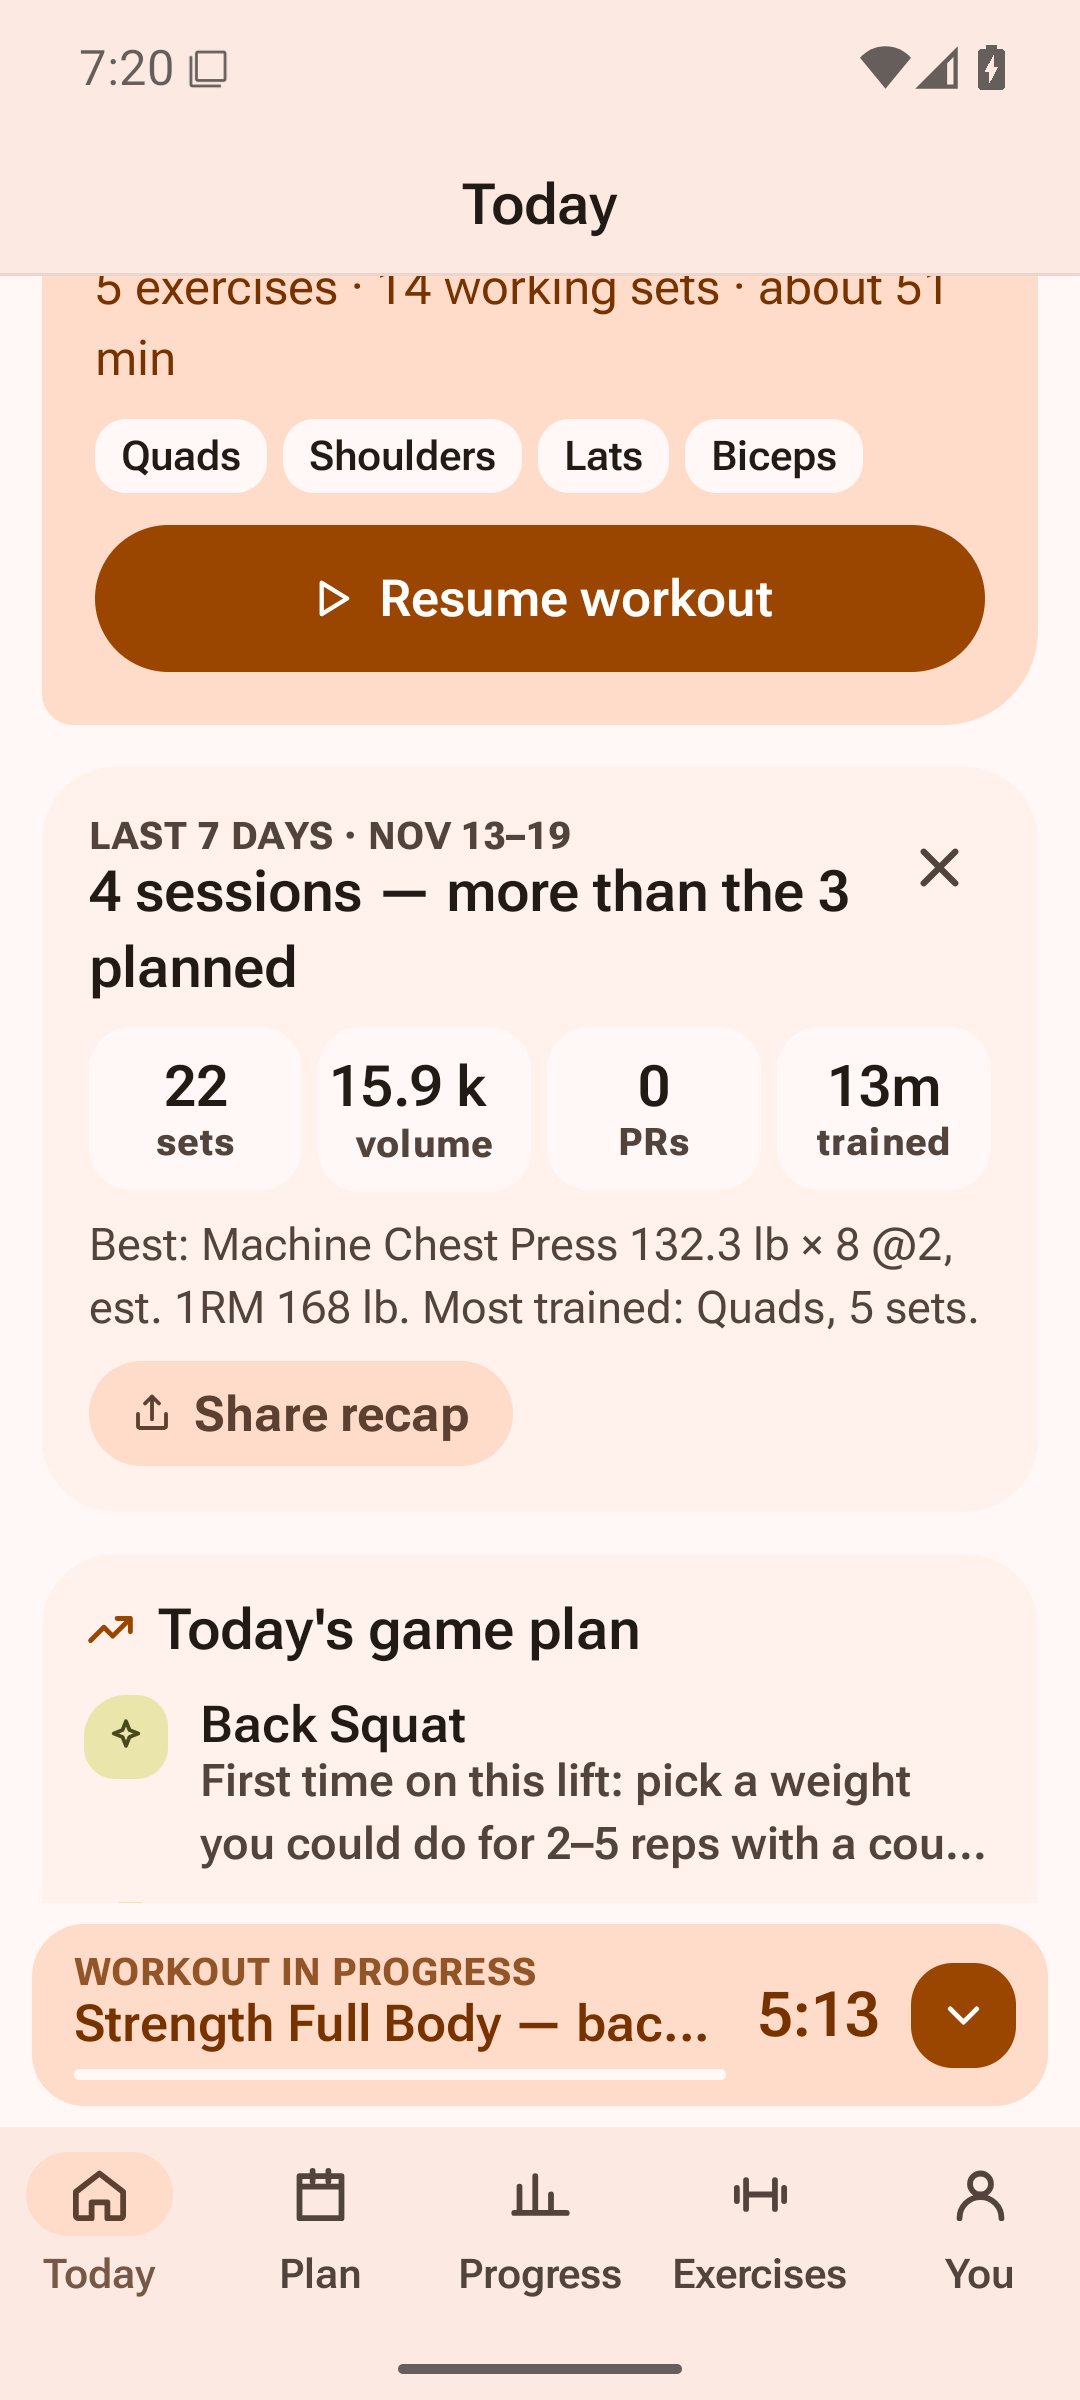 7:20
Today
5 exercises · 14 working sets · about 51
min
Quads
Shoulders
Lats
Biceps
Resume workout
LAST 7 DAYS · NOV 13–19
4 sessions — more than the 3
planned
22
sets
15.9 k
volume
0
PRs
13m
trained
Best: Machine Chest Press 132.3 lb × 8 @2,
est. 1RM 168 lb. Most trained: Quads, 5 sets.
Share recap
Today's game plan
Back Squat
First time on this lift: pick a weight
you could do for 2–5 reps with a cou...
WORKOUT IN PROGRESS
Strength Full Body — bac...
5:13
Today
Plan
Progress
Exercises
You